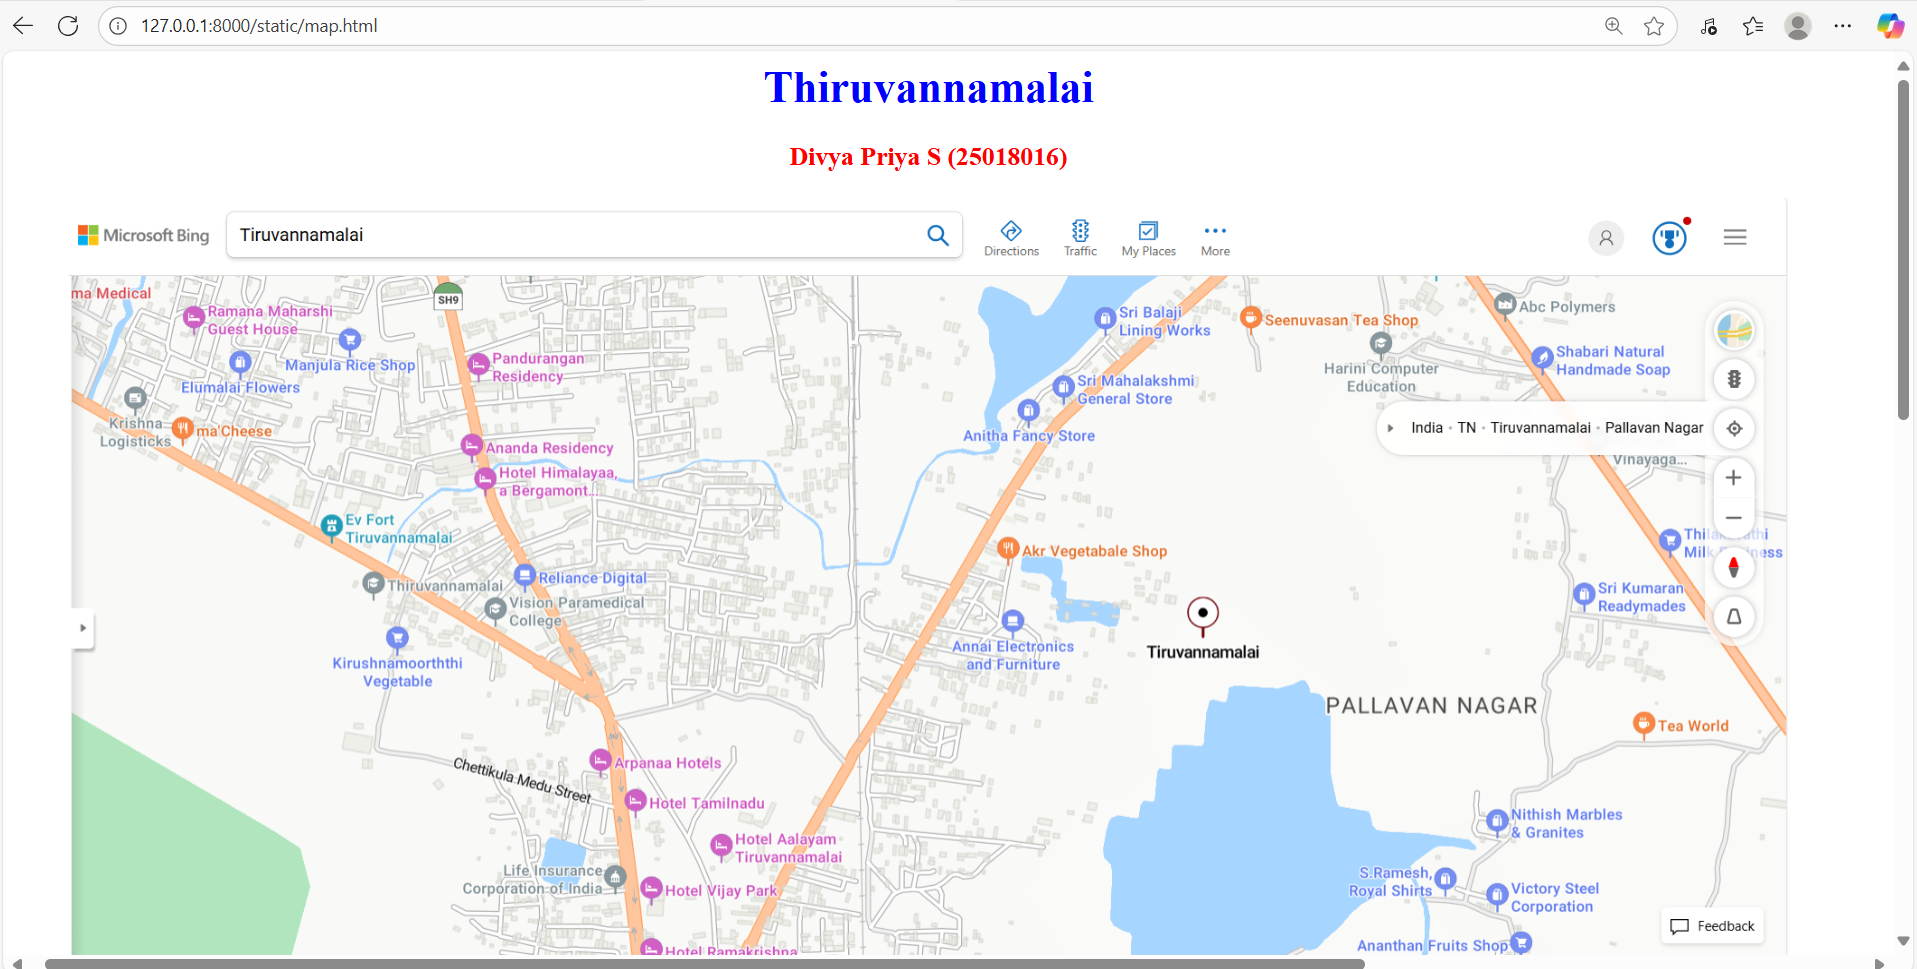 127.0.0.1:8000/static/map.html
Thiruvannamalai
Divya Priya S (25018016)
Microsoft Bing
Tiruvannamalai
Directions
Traffic
My Places
More
ma Medical
Ramana Maharshi
Guest House
Manjula Rice Shop
Elumalai Flowers
Krishna
Logisticks
ma'Cheese
SH9
Pandurangan
Residency
Ananda Residency
Hotel Himalayaa,
a Bergamont...
Ev Fort
Tiruvannamalai
Thiruvannamalai
Reliance Digital
Vision Paramedical
College
Kirushnamoorththi
Vegetable
Sri Balaji
Lining Works
Seenuvasan Tea Shop
Abc Polymers
Harini Computer
Education
Shabari Natural
Handmade Soap
Sri Mahalakshmi
General Store
Anitha Fancy Store
India • TN • Tiruvannamalai • Pallavan Nagar
Vinayaga...
Akr Vegetabale Shop
Milk
Sri Kumaran
Readymades
Annai Electronics
and Furniture
Tiruvannamalai
PALLAVAN NAGAR
Tea World
Chettikula Medu Street
Arpanaa Hotels
Hotel Tamilnadu
Hotel Aalayam
Tiruvannamalai
Life Insurance
Corporation of India
Hotel Vijay Park
Hotel Ramakrishna
Nithish Marbles
& Granites
S.Ramesh,
Royal Shirts
Victory Steel
Corporation
Ananthan Fruits Shop
Feedback